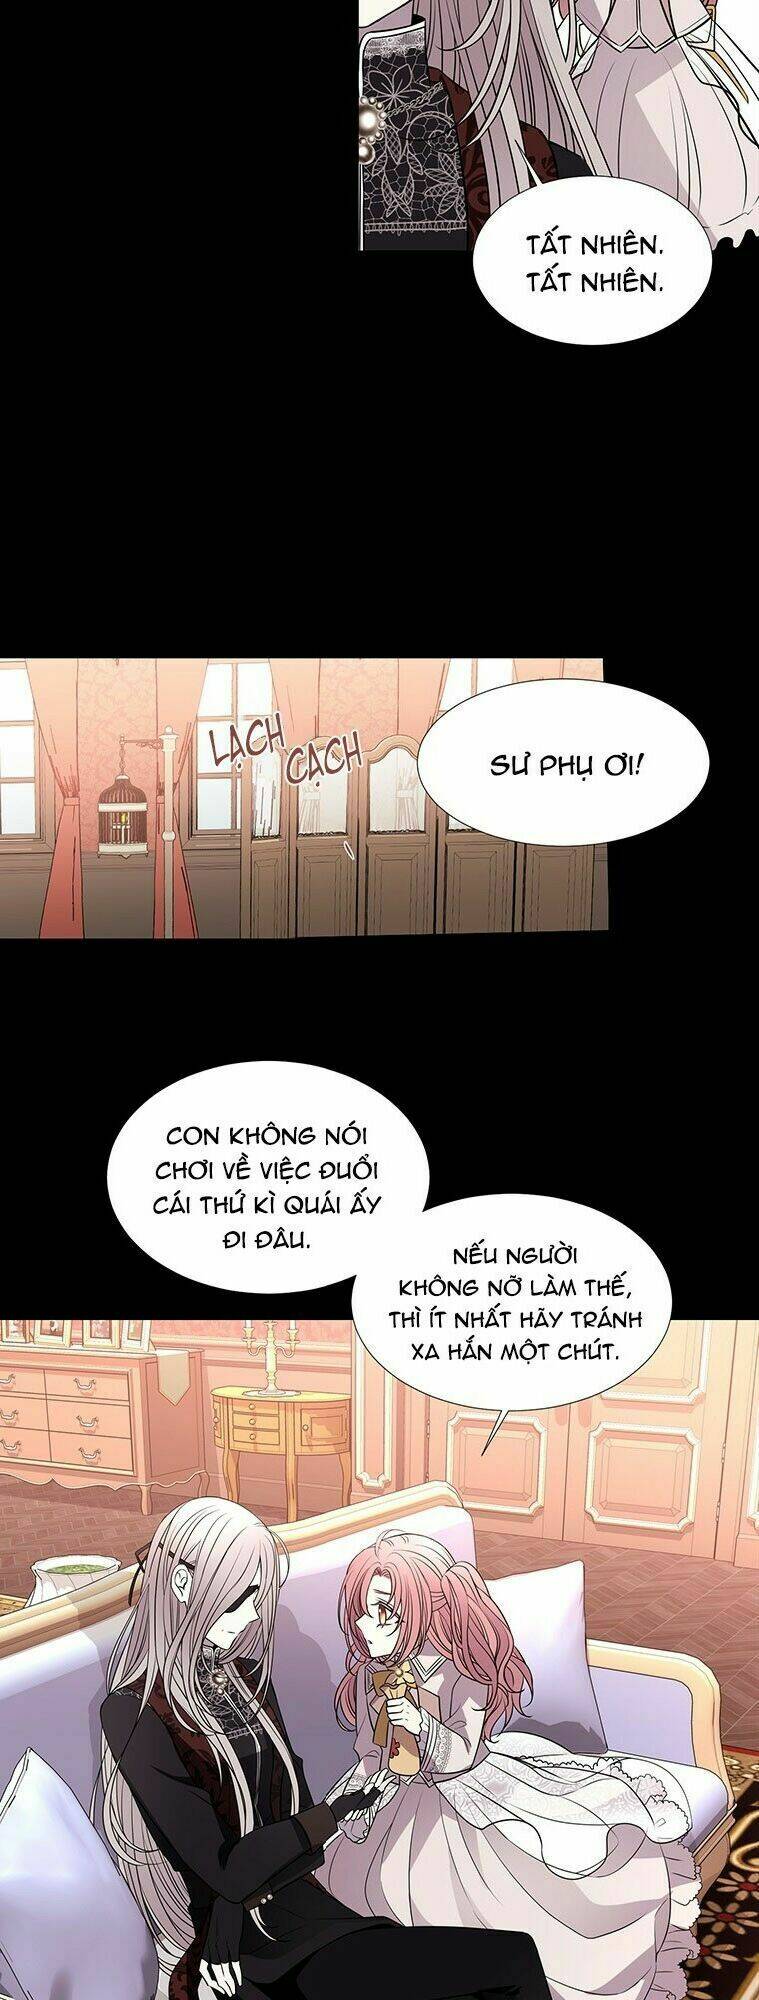 TẤT NHIÊN.
TẤT NHIÊN.
LẠCH
CẠCH
SƯ PHỤ ƠI!
CON KHÔNG NÓI
CHƠI VỀ VIỆC ĐUỔI
CÁI THỨ KÌ QUÁI ẤY
ĐI ĐÂU.
NẾU NGƯỜI
KHÔNG NỠ LÀM THẾ,
THÌ ÍT NHẤT HÃY TRÁNH
XA HẮN MỘT CHÚT.